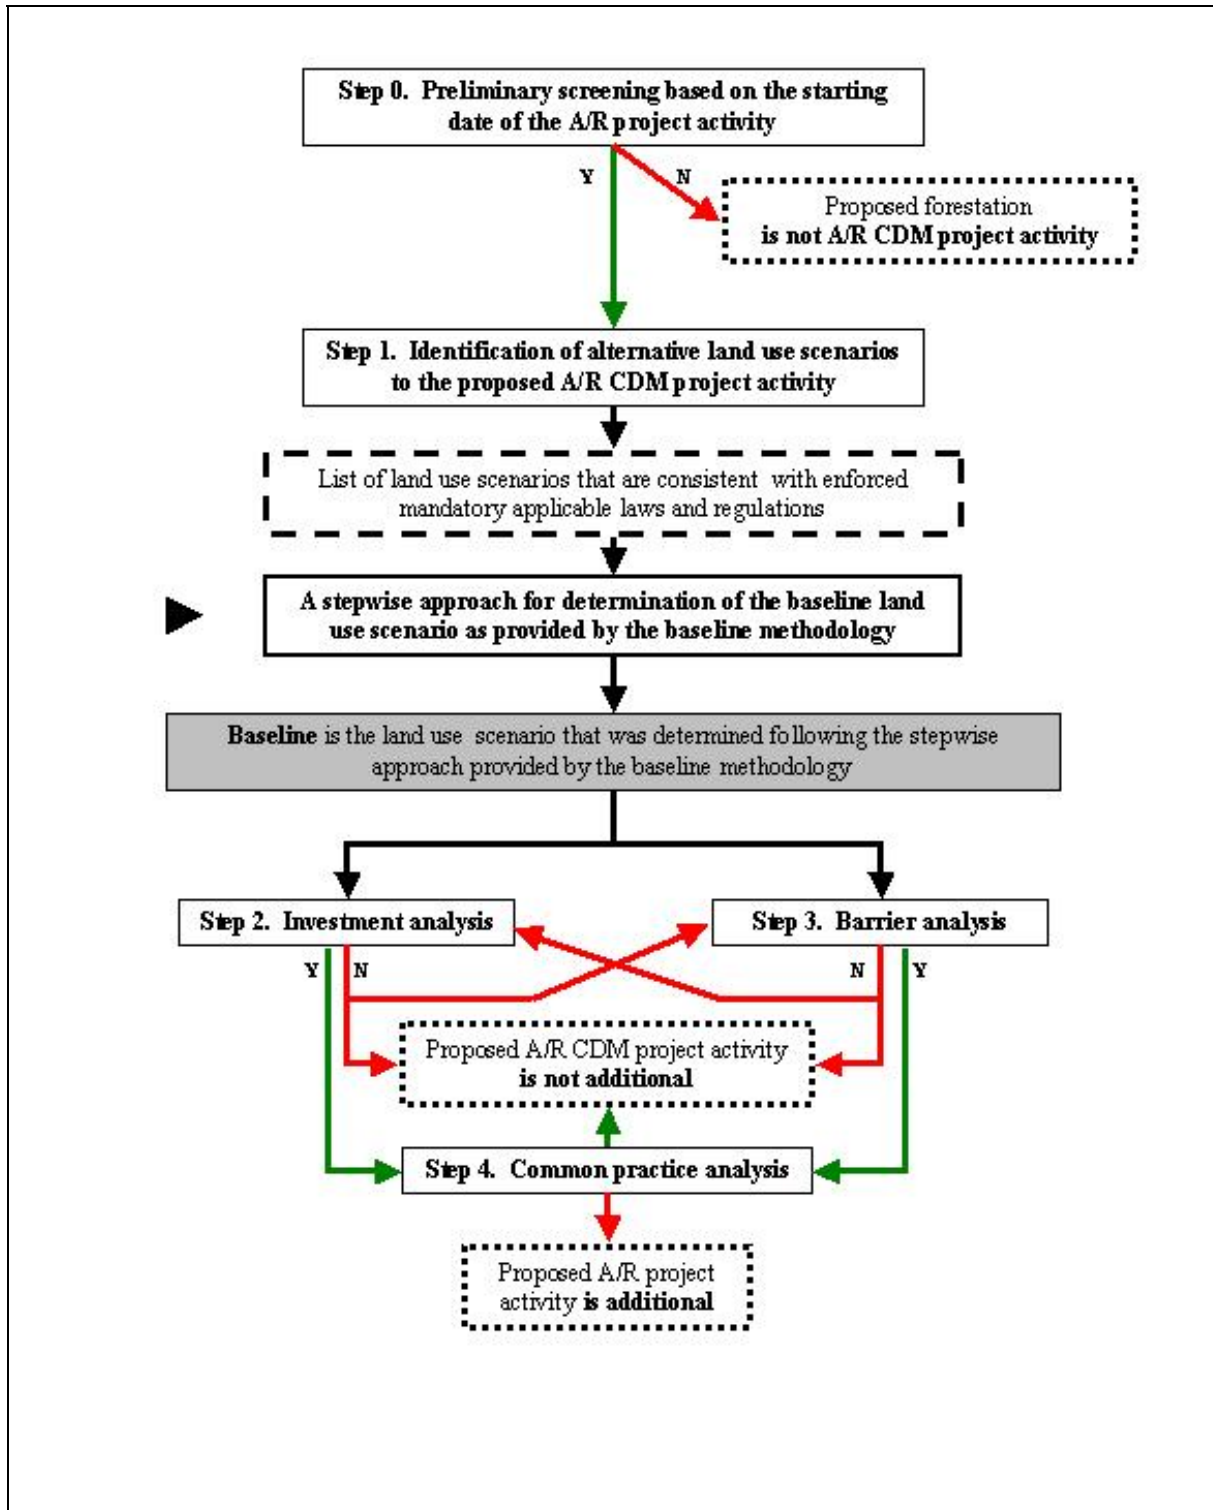 Step 0. Preliminary screening based on the starting
date of the A/R project activity
Y
N
Proposed forestation
is not A/R CDM project activity
Step 1. Identification of alternative land use scenarios
to the proposed A/R CDM project activity
List of land use scenarios that are consistent with enforced
mandatory applicable laws and regulations
A stepwise approach for determination of the baseline land
use scenario as provided by the baseline methodology
Baseline is the land use scenario that was determined following the stepwise
approach provided by the baseline methodology
Step 2. Investment analysis
Step 3. Barrier analysis
Y N
N Y
Proposed A/R CDM project activity
is not additional
Step 4. Common practice analysis
Proposed A/R project
activity is additional